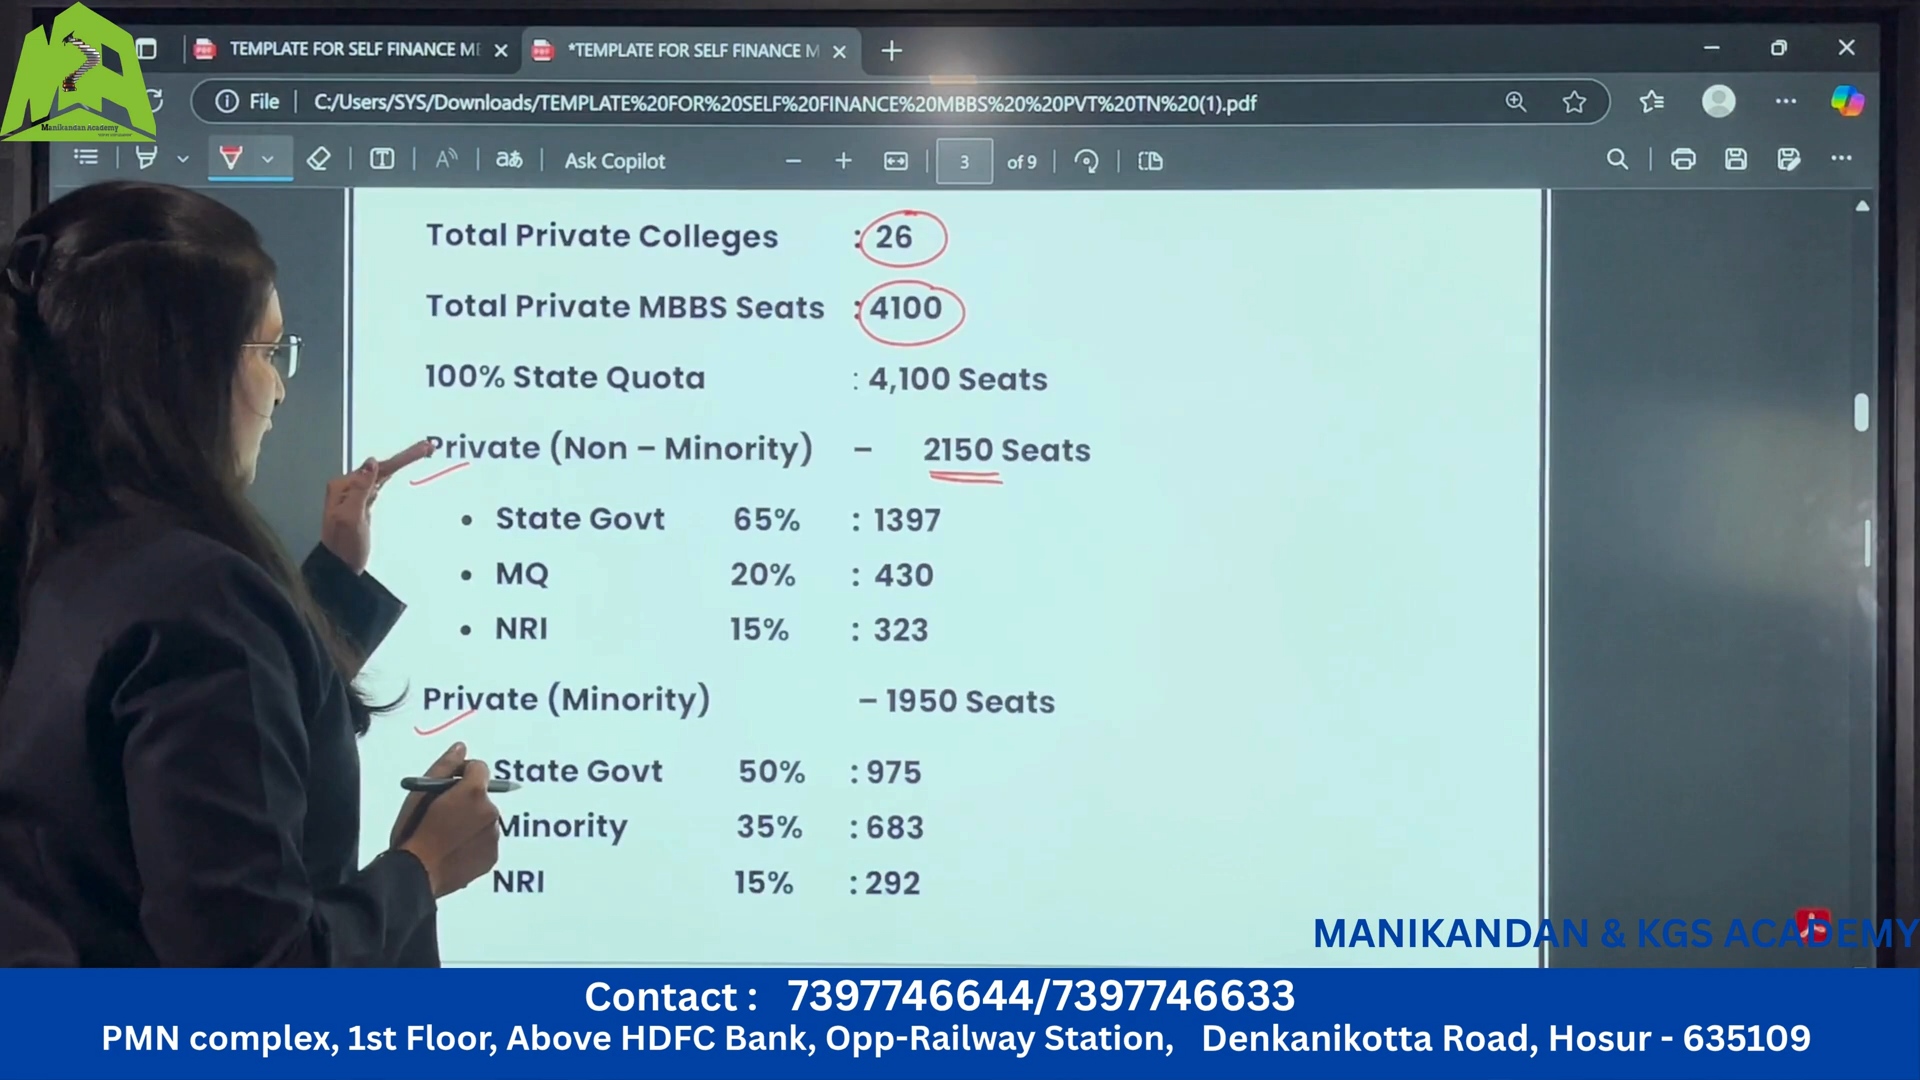 Manikandan Academy
TEMPLATE FOR SELF FINANCE M
*TEMPLATE FOR SELF FINANCE M
File
C:/Users/SYS/Downloads/TEMPLATE%20FOR%20SELF%20FINANCE%20MBBS%20%20PVT%20TN%20(1).pdf
Ask Copilot
3 of 9
Total Private Colleges : 26
Total Private MBBS Seats : 4100
100% State Quota : 4,100 Seats
Private (Non – Minority) – 2150 Seats
• State Govt 65% : 1397
• MQ 20% : 430
• NRI 15% : 323
Private (Minority) – 1950 Seats
State Govt 50% : 975
Minority 35% : 683
NRI 15% : 292
MANIKANDAN & KGS ACADEMY
Contact : 7397746644/7397746633
PMN complex, 1st Floor, Above HDFC Bank, Opp-Railway Station, Denkanikotta Road, Hosur - 635109